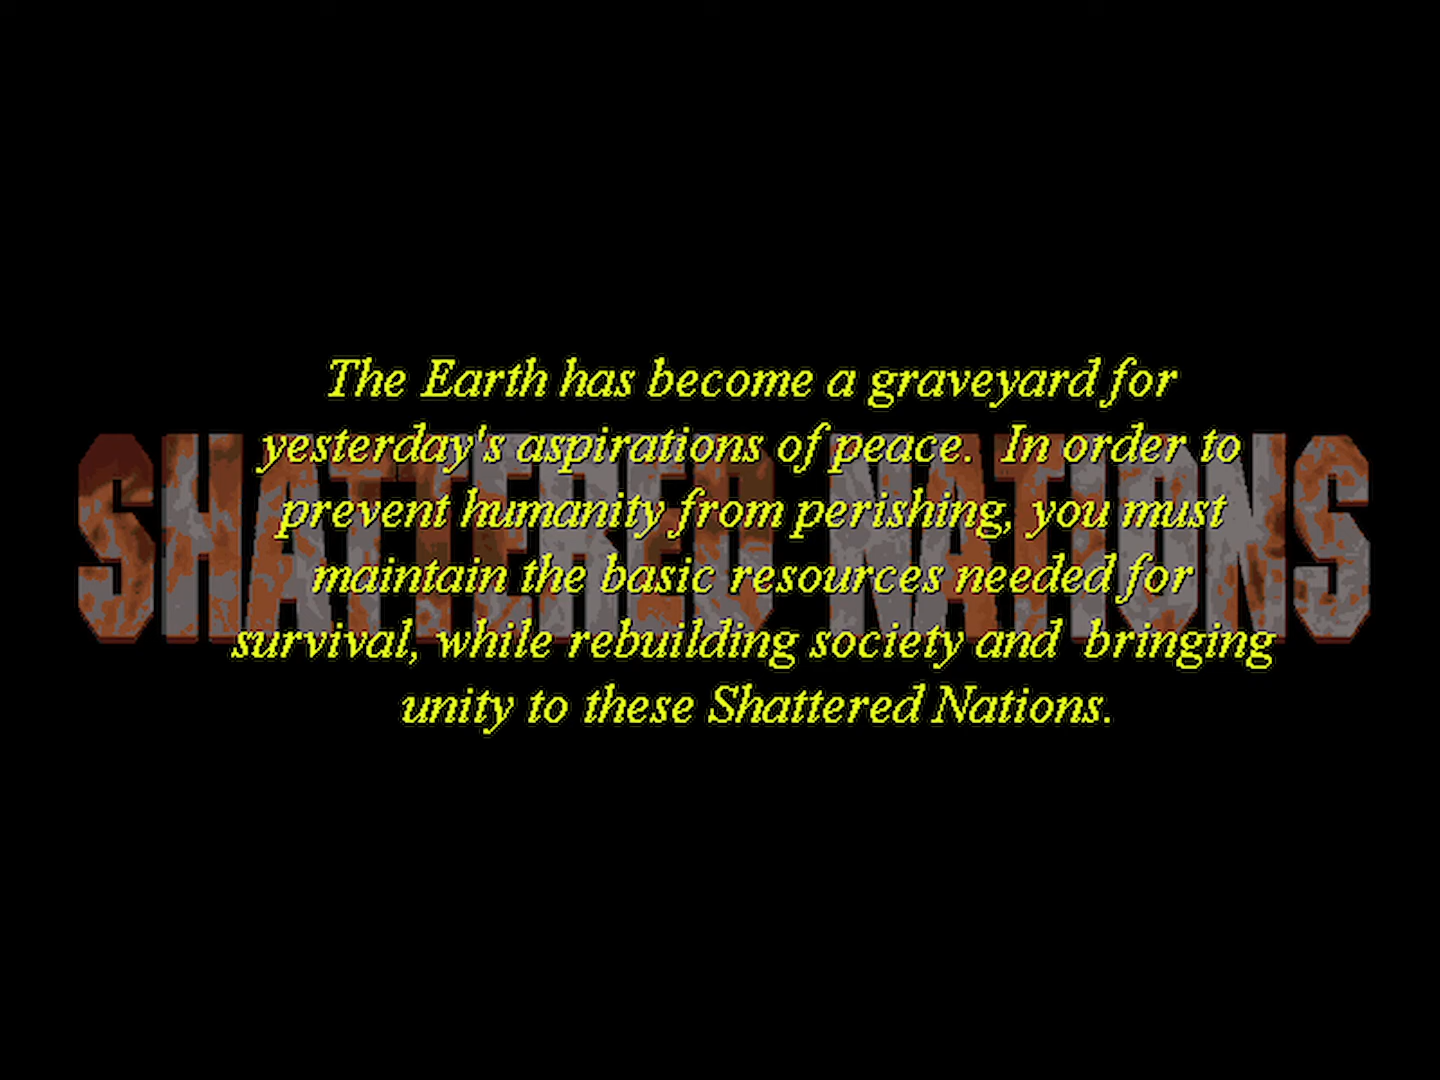 The Earth has become a graveyard for
yesterday's aspirations of peace.  In order to
prevent humanity from perishing, you must
maintain the basic resources needed for
survival, while rebuilding society and  bringing
unity to these Shattered Nations.
SHATTERED NATIONS